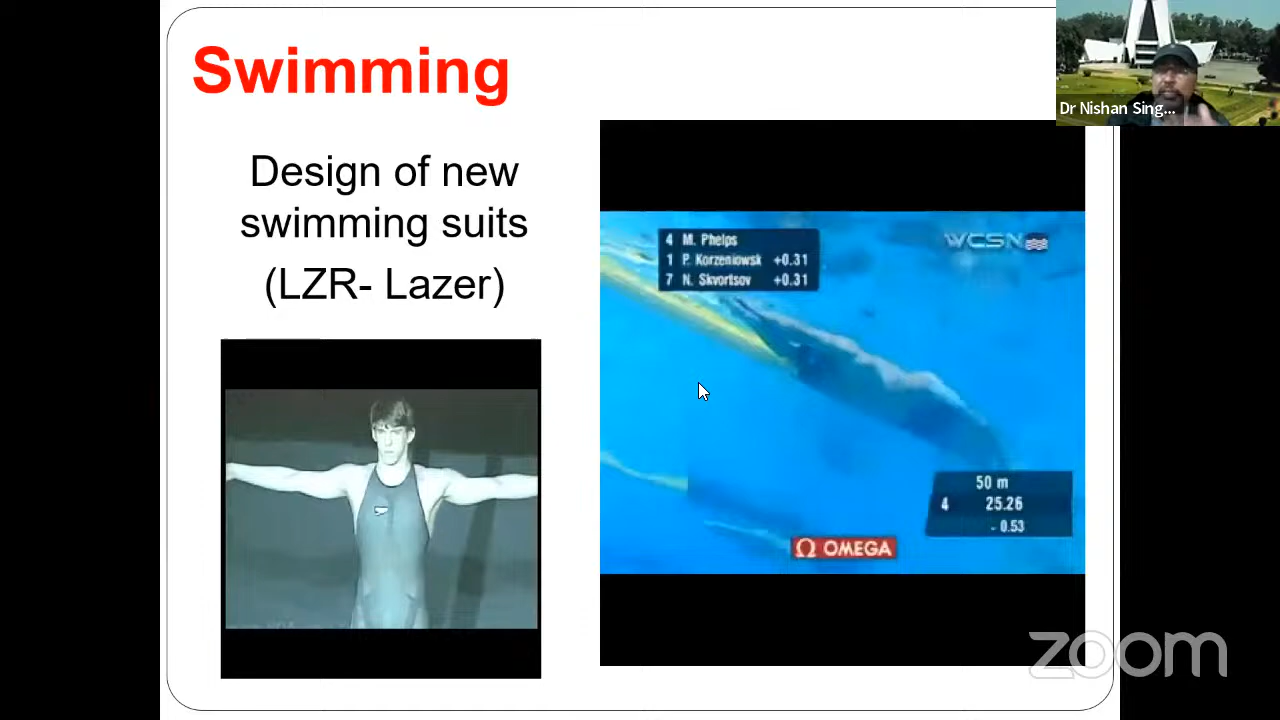 Swimming
Dr Nishan Sing...
Design of new
swimming suits
(LZR- Lazer)
4 M. Phelps
1 P. Korzeniowsk +0.31
7 N. Skvortsov +0.31
WCSN
50 m
4 25.26
- 0.53
Ω OMEGA
zoom